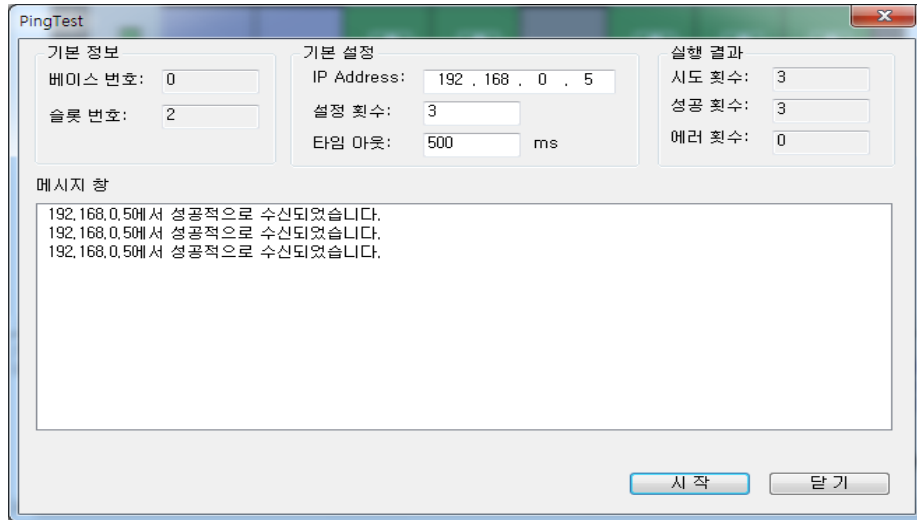 PingTest
기본 정보
베이스 번호: 0
슬롯 번호: 2
기본 설정
IP Address: 192 . 168 . 0 . 5
설정 횟수: 3
타임 아웃: 500 ms
실행 결과
시도 횟수: 3
성공 횟수: 3
에러 횟수: 0
메시지 창
192.168.0.5에서 성공적으로 수신되었습니다.
192.168.0.5에서 성공적으로 수신되었습니다.
192.168.0.5에서 성공적으로 수신되었습니다.
시 작
닫 기